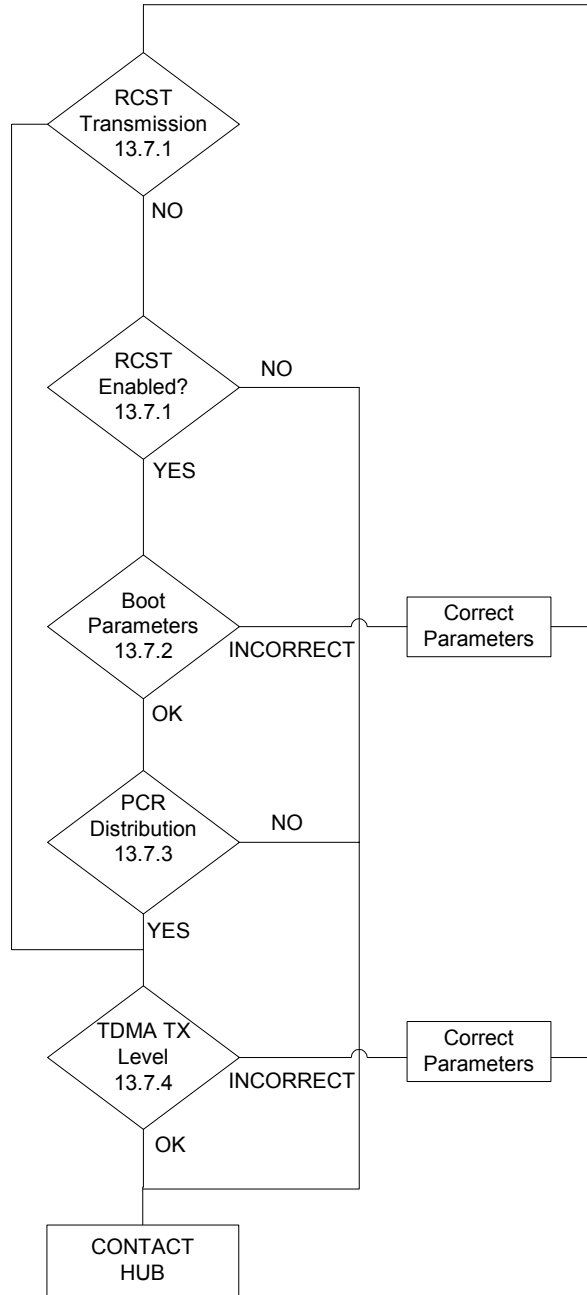 RCST
Transmission
13.7.1
NO
RCST
Enabled?
13.7.1
NO
YES
Boot
Parameters
13.7.2
INCORRECT
Correct
Parameters
OK
PCR
Distribution
13.7.3
NO
YES
TDMA TX
Level
13.7.4
INCORRECT
Correct
Parameters
OK
CONTACT
HUB